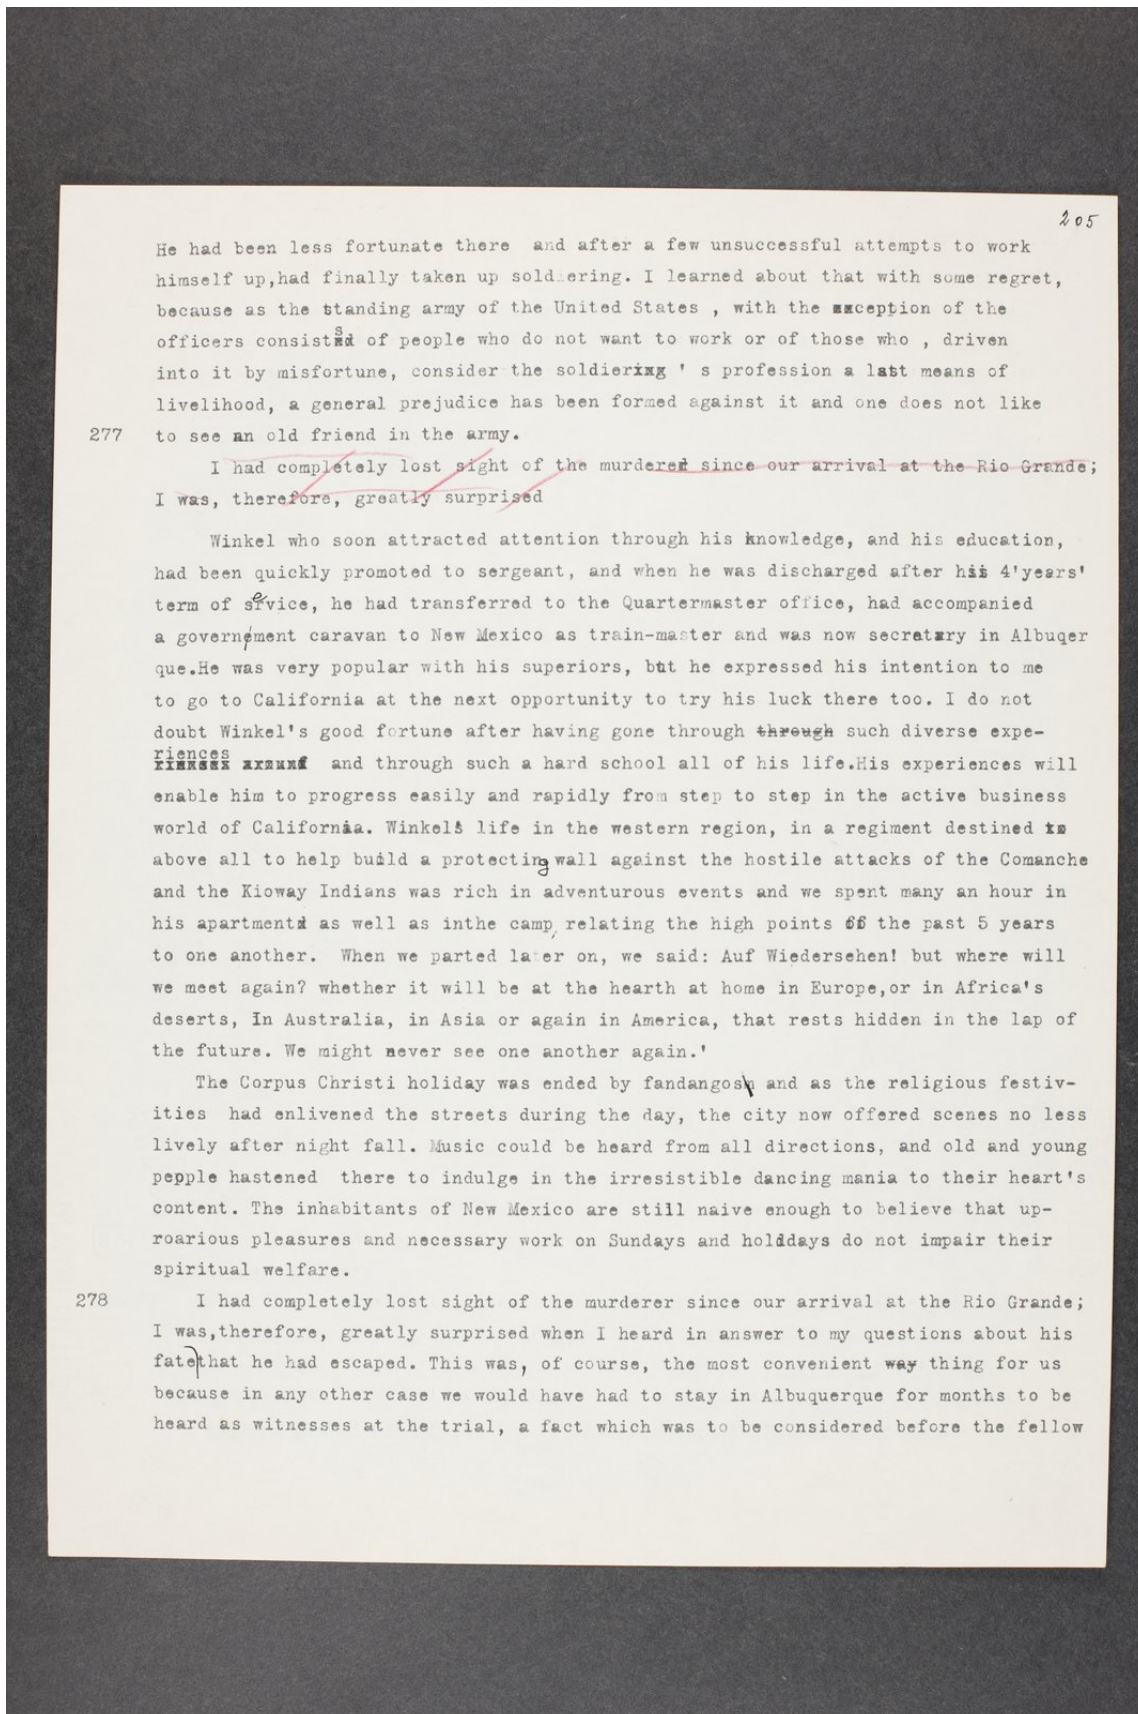 205
He had been less fortunate there and after a few unsuccessful attempts to work
himself up,had finally taken up soldiering. I learned about that with some regret,
because as the standing army of the United States , with the exception of the
officers consists of people who do not want to work or of those who , driven
into it by misfortune, consider the soldier ' s profession a last means of
livelihood, a general prejudice has been formed against it and one does not like
277 to see an old friend in the army.
I had completely lost sight of the murdered since our arrival at the Rio Grande;
I was, therefore, greatly surprised
Winkel who soon attracted attention through his knowledge, and his education,
had been quickly promoted to sergeant, and when he was discharged after his 4'years'
term of service, he had transferred to the Quartermaster office, had accompanied
a government caravan to New Mexico as train-master and was now secretary in Albuqer
que.He was very popular with his superiors, but he expressed his intention to me
to go to California at the next opportunity to try his luck there too. I do not
doubt Winkel's good fortune after having gone through through such diverse expe-
riences and through such a hard school all of his life.His experiences will
enable him to progress easily and rapidly from step to step in the active business
world of California. Winkels life in the western region, in a regiment destined to
above all to help build a protecting wall against the hostile attacks of the Comanche
and the Kioway Indians was rich in adventurous events and we spent many an hour in
his apartment as well as inthe camp, relating the high points of the past 5 years
to one another. When we parted later on, we said: Auf Wiedersehen! but where will
we meet again? whether it will be at the hearth at home in Europe,or in Africa's
deserts, In Australia, in Asia or again in America, that rests hidden in the lap of
the future. We might never see one another again.'
The Corpus Christi holiday was ended by fandangos and as the religious festiv-
ities had enlivened the streets during the day, the city now offered scenes no less
lively after night fall. Music could be heard from all directions, and old and young
pepple hastened there to indulge in the irresistible dancing mania to their heart's
content. The inhabitants of New Mexico are still naive enough to believe that up-
roarious pleasures and necessary work on Sundays and holidays do not impair their
spiritual welfare.
278 I had completely lost sight of the murderer since our arrival at the Rio Grande;
I was,therefore, greatly surprised when I heard in answer to my questions about his
fate that he had escaped. This was, of course, the most convenient way thing for us
because in any other case we would have had to stay in Albuquerque for months to be
heard as witnesses at the trial, a fact which was to be considered before the fellow